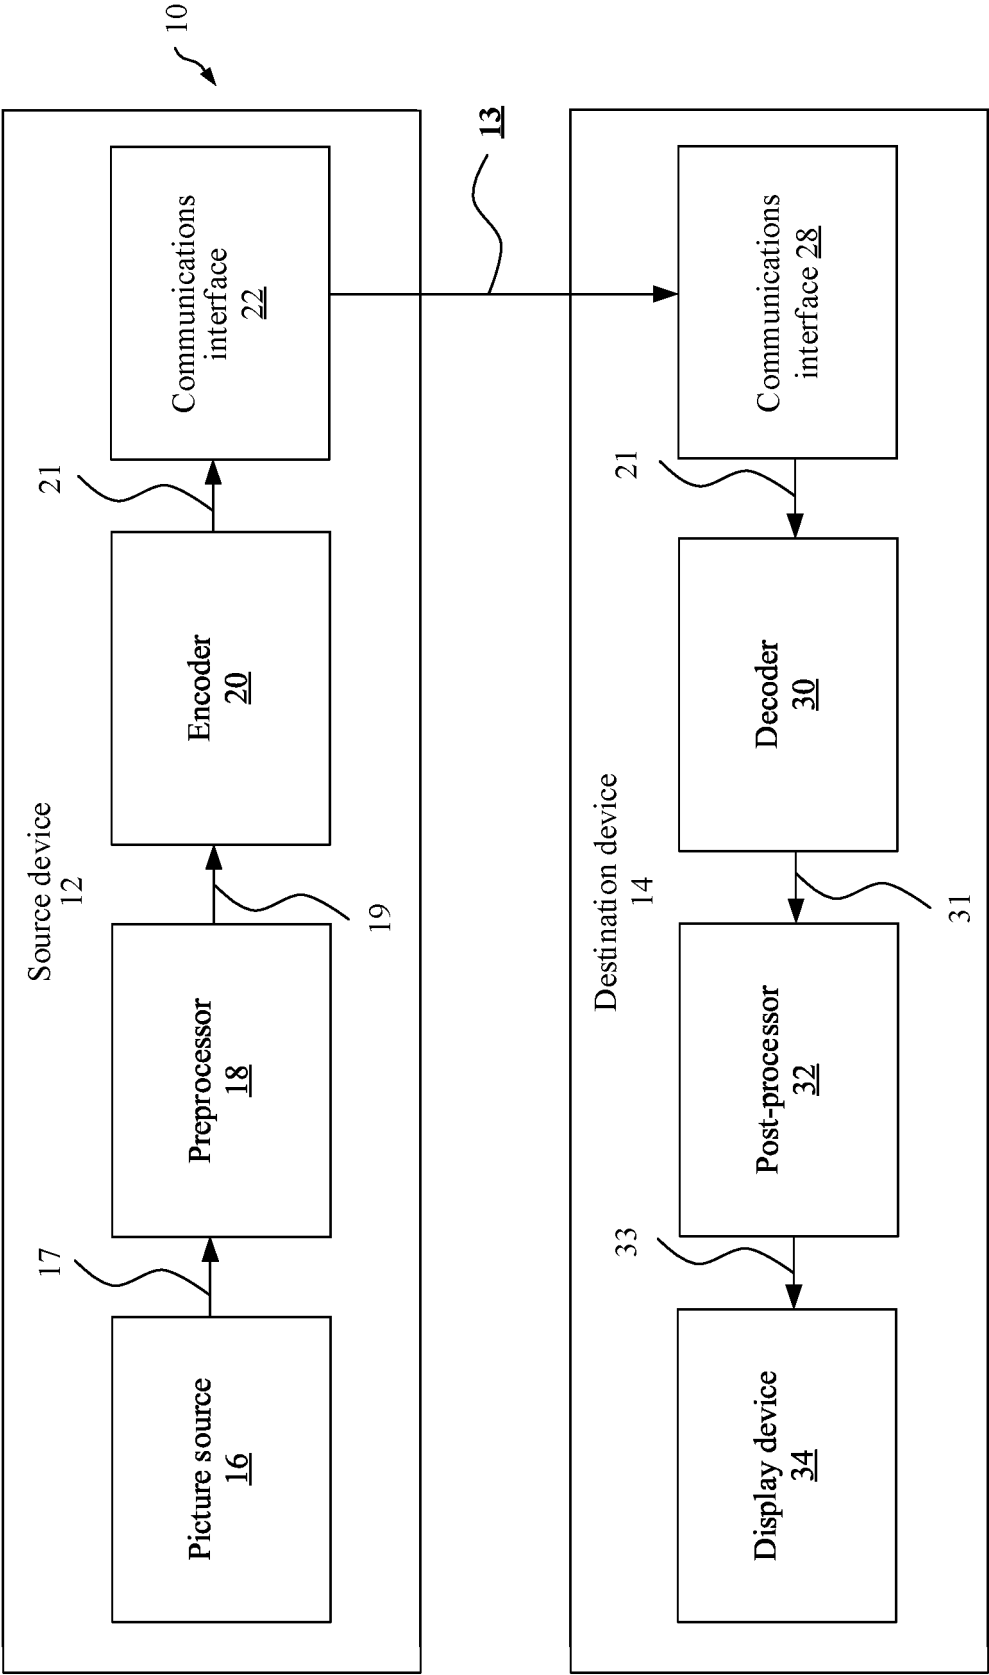 10
Source device
12
Picture source
16
17
Preprocessor
18
19
Encoder
20
21
Communications
interface
22
13
Destination device
14
Display device
34
33
Post-processor
32
31
Decoder
30
21
Communications
interface 28